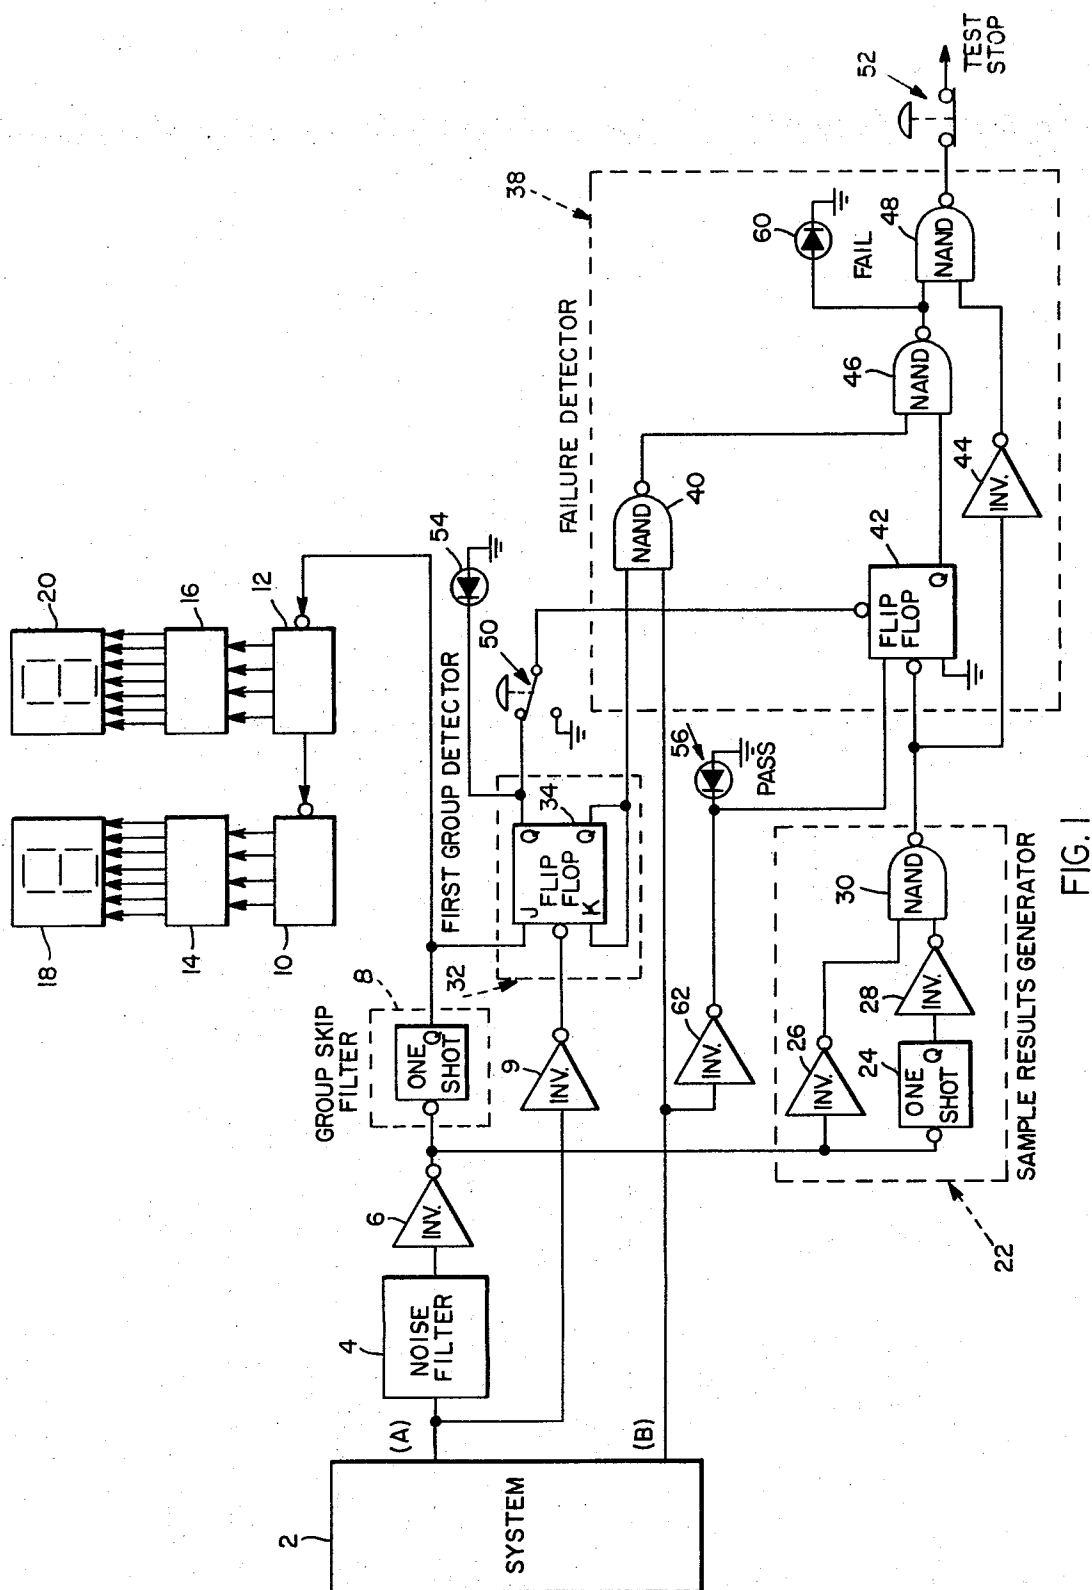 2
SYSTEM
(A)
(B)
4
NOISE
FILTER
6
INV.
GROUP SKIP
FILTER
8
ONE
SHOT
Q
9
INV.
10
12
14
16
18
20
FIRST GROUP DETECTOR
32
J
K
FLIP
FLOP
Q
Q
34
50
54
62
INV.
56
PASS
22
SAMPLE RESULTS GENERATOR
24
ONE
SHOT
Q
26
INV.
28
INV.
30
NAND
FAILURE DETECTOR
38
NAND
40
FLIP
FLOP
Q
42
INV.
44
NAND
46
NAND
48
60
FAIL
52
TEST
STOP
FIG. 1